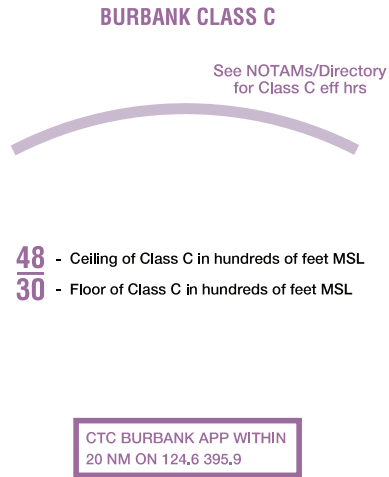 BURBANK CLASS C
See NOTAMs/Directory
for Class C eff hrs
48 - Ceiling of Class C in hundreds of feet MSL
30 - Floor of Class C in hundreds of feet MSL
CTC BURBANK APP WITHIN
20 NM ON 124.6 395.9